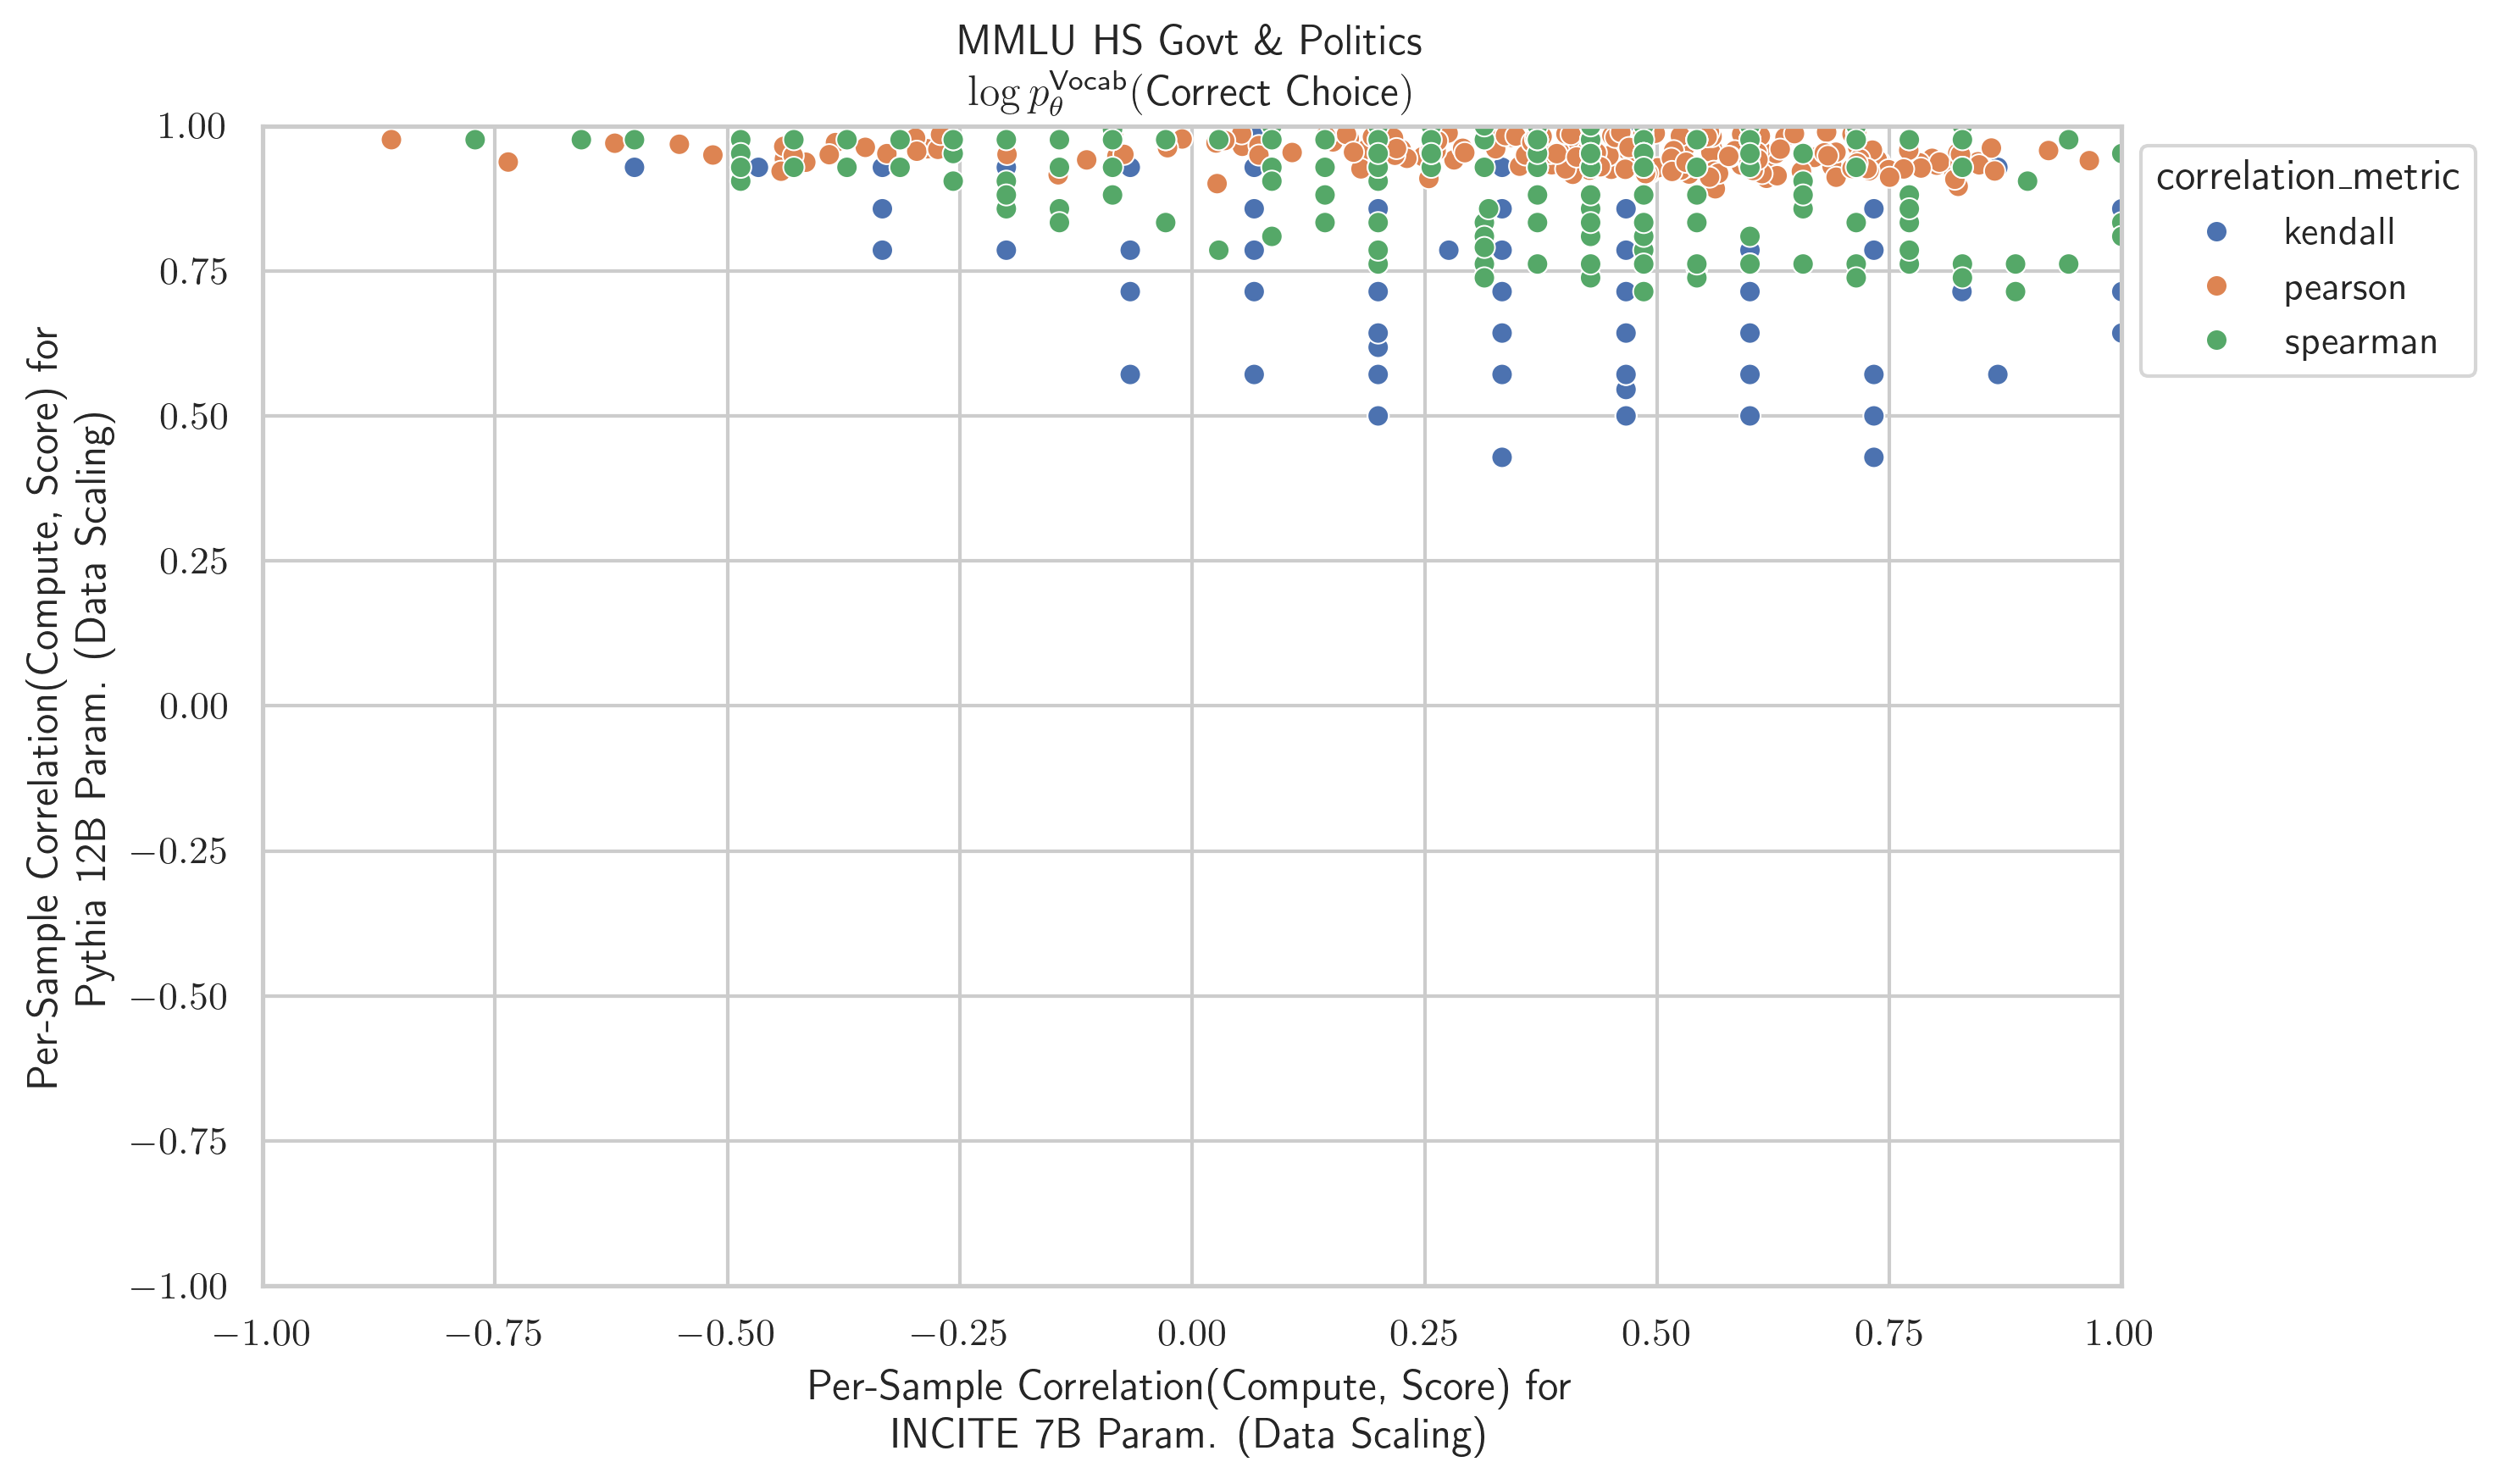 MMLU HS Govt & Politics
log p_θ^Vocab(Correct Choice)
1.00
0.75
0.50
0.25
0.00
−0.25
−0.50
−0.75
−1.00
Per-Sample Correlation(Compute, Score) for
Pythia 12B Param. (Data Scaling)
correlation_metric
kendall
pearson
spearman
−1.00 −0.75 −0.50 −0.25 0.00 0.25 0.50 0.75 1.00
Per-Sample Correlation(Compute, Score) for
INCITE 7B Param. (Data Scaling)